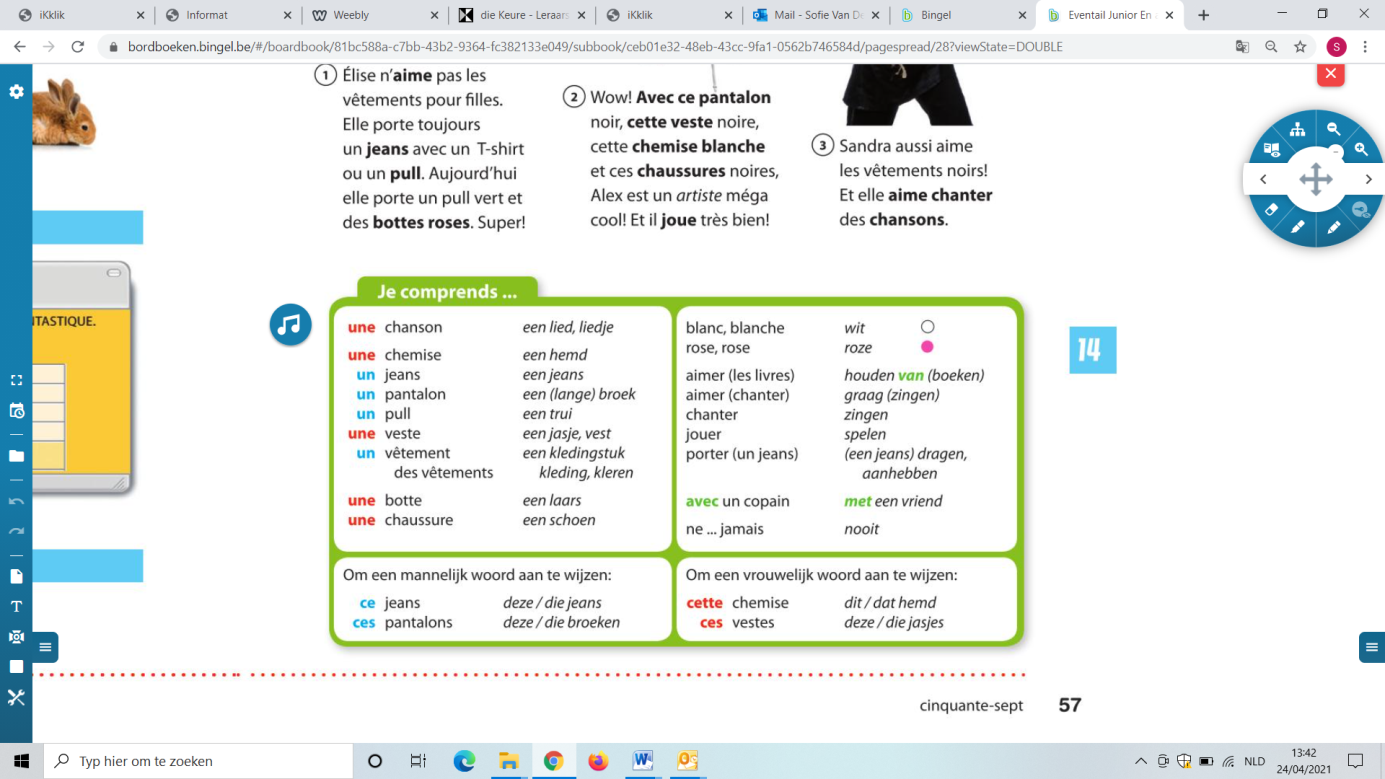 iKklik
Informat
Weebly
die Keure - Leraars
iKklik
Mail - Sofie Van De
Bingel
Eventail Junior En
bordboeken.bingel.be/#/boardbook/81bc588a-c7bb-43b2-9364-fc382133e049/subbook/ceb01e32-48eb-43cc-9fa1-0562b746584d/pagespread/28?viewState=DOUBLE
S
1 Élise n'aime pas les
vêtements pour filles.
Elle porte toujours
un jeans avec un T-shirt
ou un pull. Aujourd'hui
elle porte un pull vert et
des bottes roses. Super!
2 Wow! Avec ce pantalon
noir, cette veste noire,
cette chemise blanche
et ces chaussures noires,
Alex est un artiste méga
cool! Et il joue très bien!
3 Sandra aussi aime
les vêtements noirs!
Et elle aime chanter
des chansons.
NTASTIQUE.
Je comprends ...
une chanson een lied, liedje
une chemise een hemd
un jeans een jeans
un pantalon een (lange) broek
un pull een trui
une veste een jasje, vest
un vêtement een kledingstuk
des vêtements kleding, kleren
une botte een laars
une chaussure een schoen
blanc, blanche wit
rose, rose roze
aimer (les livres) houden van (boeken)
aimer (chanter) graag (zingen)
chanter zingen
jouer spelen
porter (un jeans) (een jeans) dragen,
aanhebben
avec un copain met een vriend
ne ... jamais nooit
14
Om een mannelijk woord aan te wijzen:
ce jeans deze / die jeans
ces pantalons deze / die broeken
Om een vrouwelijk woord aan te wijzen:
cette chemise dit / dat hemd
ces vestes deze / die jasjes
T
cinquante-sept 57
Typ hier om te zoeken
NLD
13:42
24/04/2021